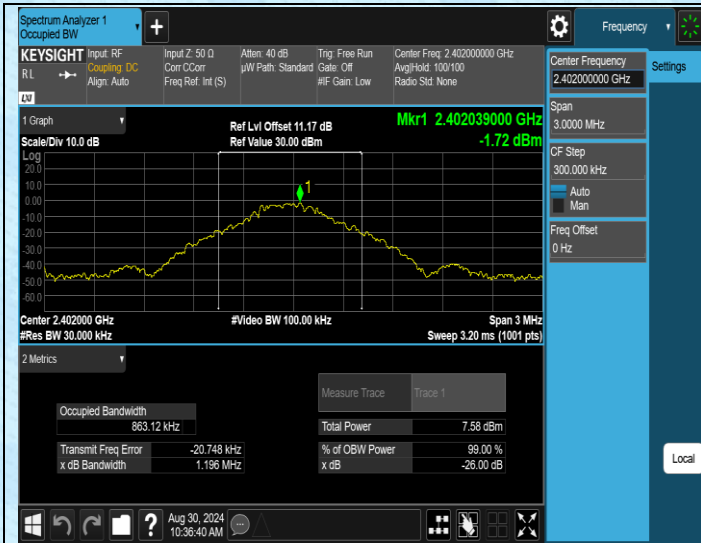 Spectrum Analyzer 1
Occupied BW
Frequency
KEYSIGHT
RL
LXI
Input: RF
Coupling: DC
Align: Auto
Input Z: 50 Ω
Corr CCorr
Freq Ref: Int (S)
Atten: 40 dB
µW Path: Standard
Trig: Free Run
Gate: Off
#IF Gain: Low
Center Freq: 2.402000000 GHz
Avg|Hold: 100/100
Radio Std: None
Center Frequency
2.402000000 GHz
Settings
Span
3.0000 MHz
CF Step
300.000 kHz
Auto
Man
Freq Offset
0 Hz
1 Graph
Scale/Div 10.0 dB
Ref Lvl Offset 11.17 dB
Ref Value 30.00 dBm
Mkr1 2.402039000 GHz
-1.72 dBm
Log
20.0
10.0
0.00
-10.0
-20.0
-30.0
-40.0
-50.0
-60.0
1
Center 2.402000 GHz
#Res BW 30.000 kHz
#Video BW 100.00 kHz
Span 3 MHz
Sweep 3.20 ms (1001 pts)
2 Metrics
Measure Trace Trace 1
Occupied Bandwidth
863.12 kHz
Total Power 7.58 dBm
Transmit Freq Error -20.748 kHz
% of OBW Power 99.00 %
x dB Bandwidth 1.196 MHz
x dB -26.00 dB
Local
?
Aug 30, 2024
10:36:40 AM